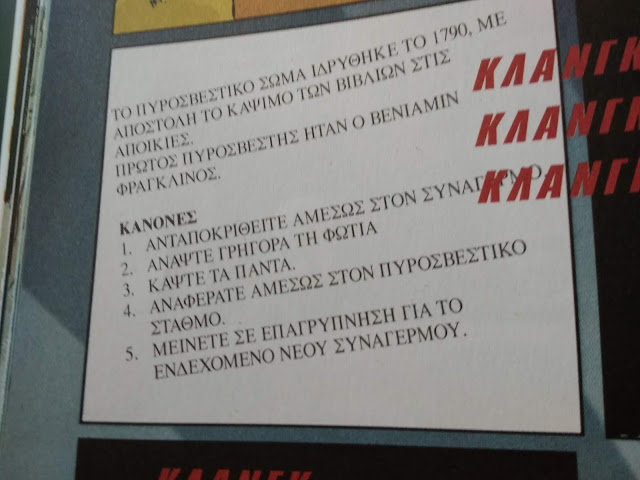 ΤΟ ΠΥΡΟΣΒΕΣΤΙΚΟ ΣΩΜΑ ΙΔΡΥΘΗΚΕ ΤΟ 1790, ΜΕ
ΑΠΟΣΤΟΛΗ ΤΟ ΚΑΨΙΜΟ ΤΩΝ ΒΙΒΛΙΩΝ ΣΤΙΣ
ΑΠΟΙΚΙΕΣ.
ΠΡΩΤΟΣ ΠΥΡΟΣΒΕΣΤΗΣ ΗΤΑΝ Ο ΒΕΝΙΑΜΙΝ
ΦΡΑΓΚΛΙΝΟΣ.
ΚΑΝΟΝΕΣ
1. ΑΝΤΑΠΟΚΡΙΘΕΙΤΕ ΑΜΕΣΩΣ ΣΤΟΝ ΣΥΝΑΓΕΡΜΟ
2. ΑΝΑΨΤΕ ΓΡΗΓΟΡΑ ΤΗ ΦΩΤΙΑ
3. ΚΑΨΤΕ ΤΑ ΠΑΝΤΑ.
4. ΑΝΑΦΕΡΑΤΕ ΑΜΕΣΩΣ ΣΤΟΝ ΠΥΡΟΣΒΕΣΤΙΚΟ
ΣΤΑΘΜΟ.
5. ΜΕΙΝΕΤΕ ΣΕ ΕΠΑΓΡΥΠΝΗΣΗ ΓΙΑ ΤΟ
ΕΝΔΕΧΟΜΕΝΟ ΝΕΟΥ ΣΥΝΑΓΕΡΜΟΥ.
ΚΛΑΝΓΚ
ΚΛΑΝΓΚ
ΚΛΑΝΓΚ
ΚΛΑΝΓΚ